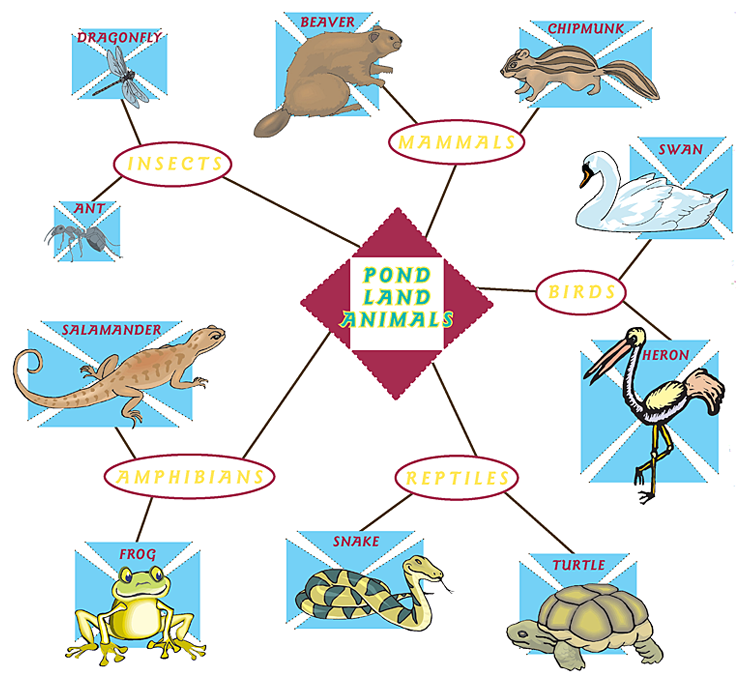 DRAGONFLY
BEAVER
CHIPMUNK
INSECTS
MAMMALS
SWAN
ANT
POND
LAND
ANIMALS
BIRDS
SALAMANDER
HERON
AMPHIBIANS
REPTILES
FROG
SNAKE
TURTLE